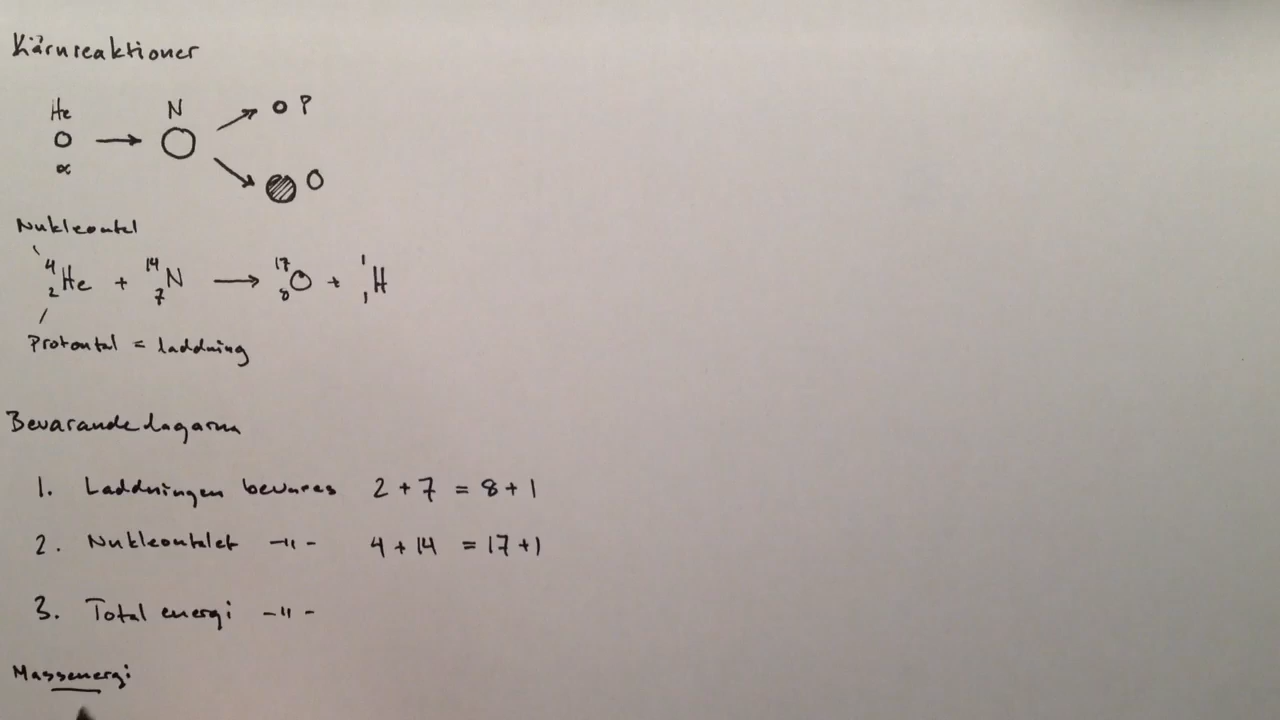 Kärnreaktioner
He N P
α O
Nukleontal
⁴₂He + ¹⁴₇N → ¹⁷₈O + ¹₁H
Protontal = laddning
Bevarandelagarna
1. Laddningen bevaras 2 + 7 = 8 + 1
2. Nukleontalet -"- 4 + 14 = 17 + 1
3. Total energi -"-
Massenergi